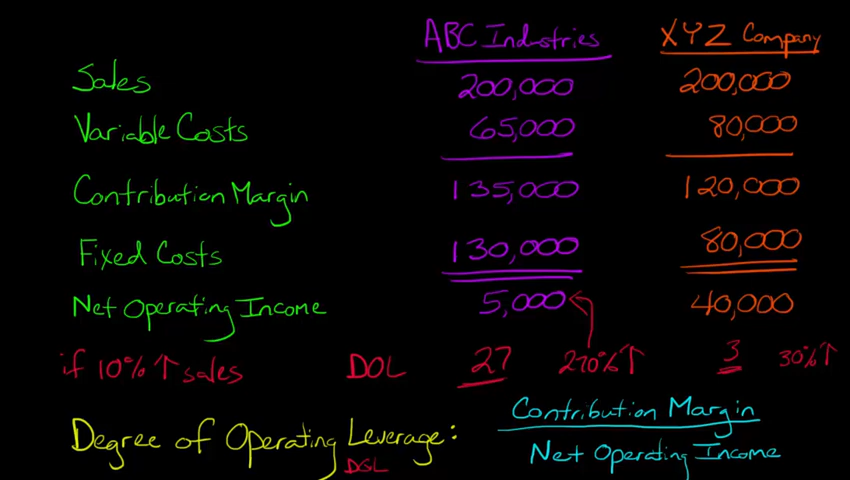 ABC Industries XYZ Company
Sales 200,000 200,000
Variable Costs 65,000 80,000
Contribution Margin 135,000 120,000
Fixed Costs 130,000 80,000
Net Operating Income 5,000 40,000
if 10%↑ sales DOL 27 270%↑ 3 30%↑
Contribution Margin
Degree of Operating Leverage:
Net Operating Income
DOL